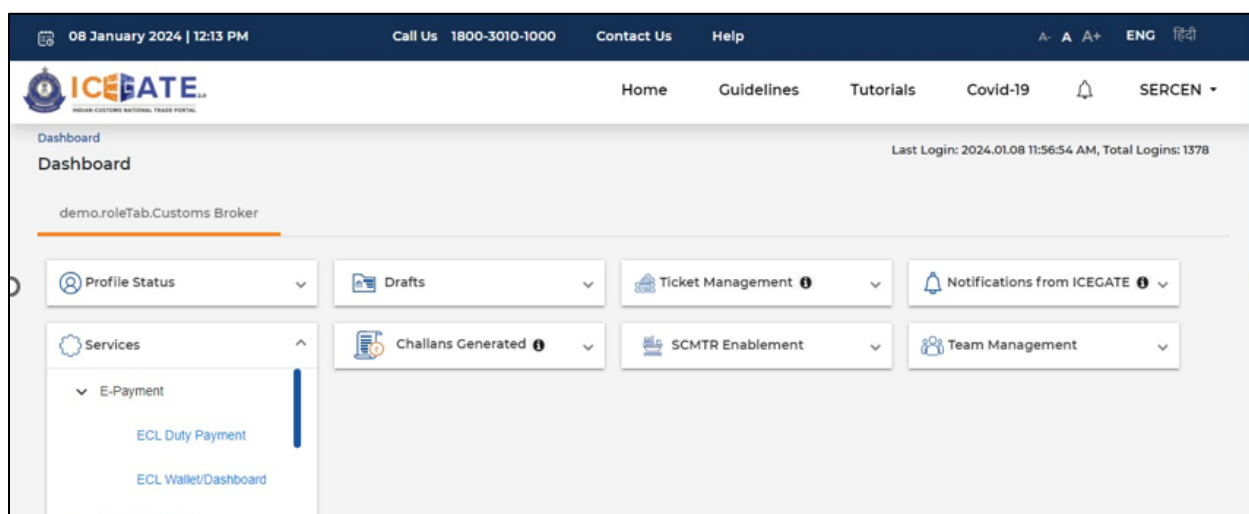 08 January 2024 | 12:13 PM Call Us 1800-3010-1000 Contact Us Help A- A A+ ENG हिंदी
ICEGATE
INDIAN CUSTOMS NATIONAL TRADE PORTAL
Home Guidelines Tutorials Covid-19 SERCEN
Dashboard
Dashboard
Last Login: 2024.01.08 11:56:54 AM, Total Logins: 1378
demo.roleTab.Customs Broker
Profile Status Drafts Ticket Management Notifications from ICEGATE
Services Challans Generated SCMTR Enablement Team Management
E-Payment
ECL Duty Payment
ECL Wallet/Dashboard